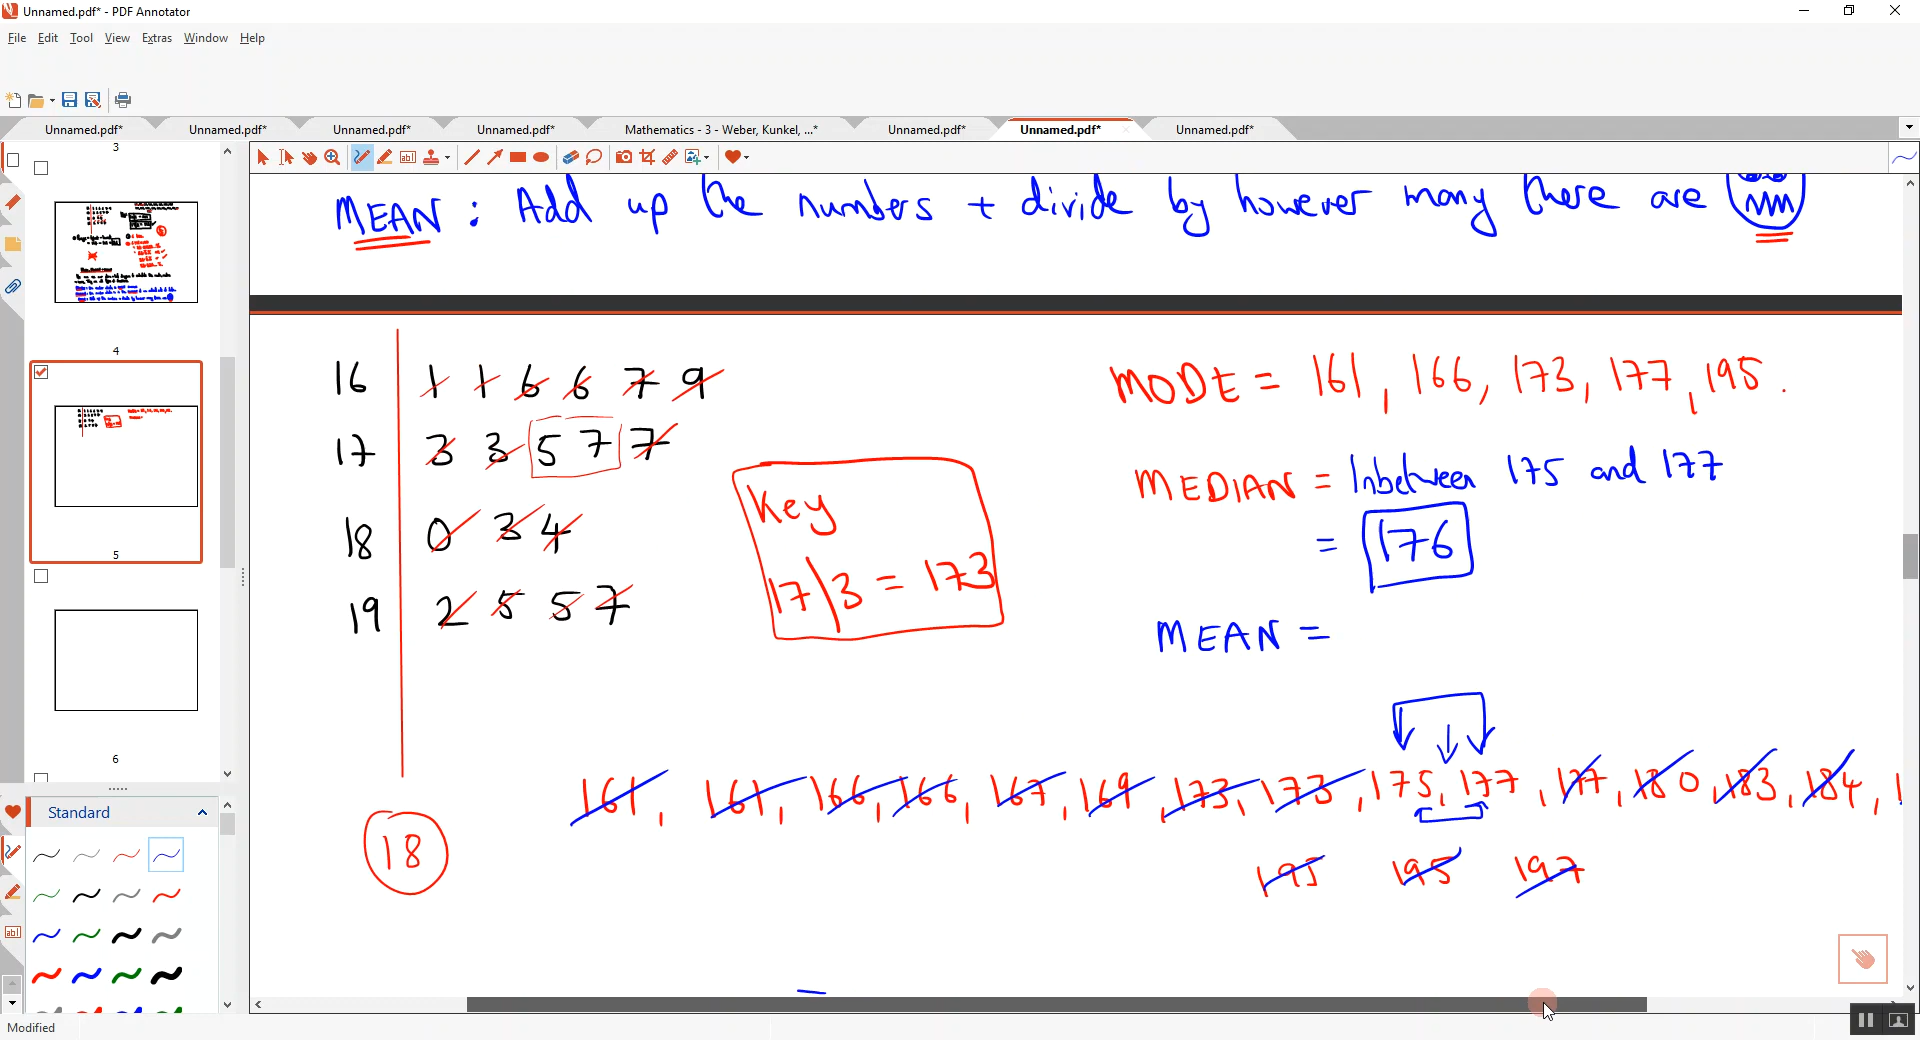 Unnamed.pdf* - PDF Annotator
File Edit Tool View Extras Window Help
Unnamed.pdf* Unnamed.pdf* Unnamed.pdf* Unnamed.pdf* Mathematics - 3 - Weber, Kunkel, ...* Unnamed.pdf* Unnamed.pdf* Unnamed.pdf*
3
4
5
6
MEAN : Add up the numbers + divide by however many there are
16 1 1 6 6 7 9
17 3 3 5 7 7
18 0 3 4
19 2 5 5 7
Key
17|3 = 173
MODE = 161, 166, 173, 177, 195.
MEDIAN = Inbetween 175 and 177
= 176
MEAN =
161, 161, 166, 166, 167, 169, 173, 173, 175, 177, 177, 180, 183, 184, 1
195 195 197
18
Standard
Modified